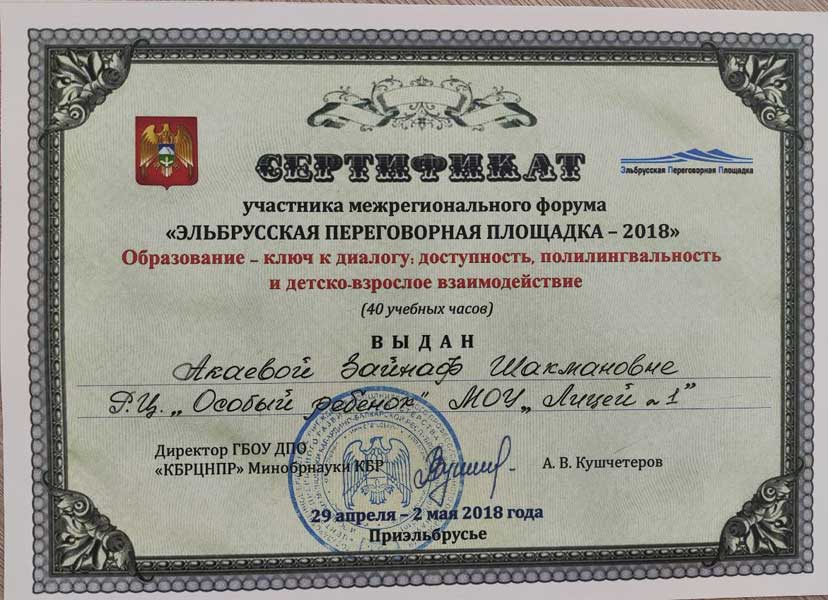 СЕРТИФИКАТ
Эльбрусская Переговорная Площадка
участника межрегионального форума
«ЭЛЬБРУССКАЯ ПЕРЕГОВОРНАЯ ПЛОЩАДКА – 2018»
Образование – ключ к диалогу: доступность, полилингвальность
и детско-взрослое взаимодействие
(40 учебных часов)
ВЫДАН
Акаевой Зайнаф Шакмановне
Р.Ц. „Особый ребенок" МОУ „Лицей №1"
Директор ГБОУ ДПО
«КБРЦНПР» Минобрнауки КБР
А. В. Кушчетеров
29 апреля – 2 мая 2018 года
Приэльбрусье